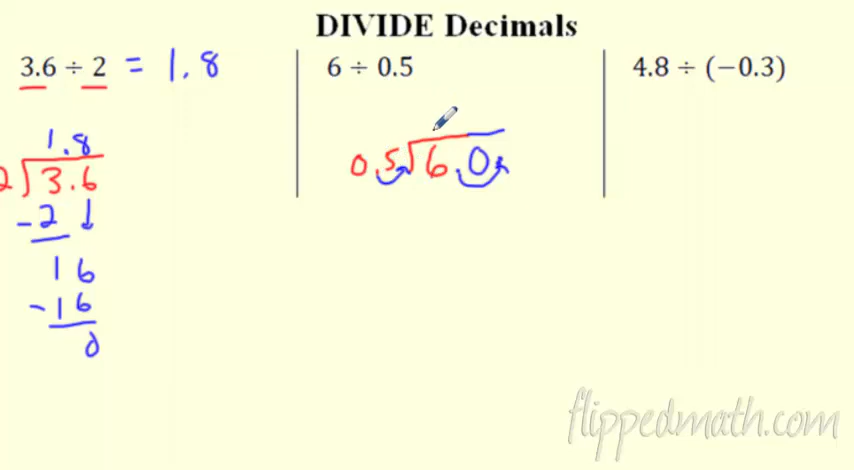 DIVIDE Decimals
3.6 ÷ 2 = 1.8
1.8
2 3.6
-2
16
-16
0
6 ÷ 0.5
0.5 6.0
4.8 ÷ (−0.3)
flippedmath.com